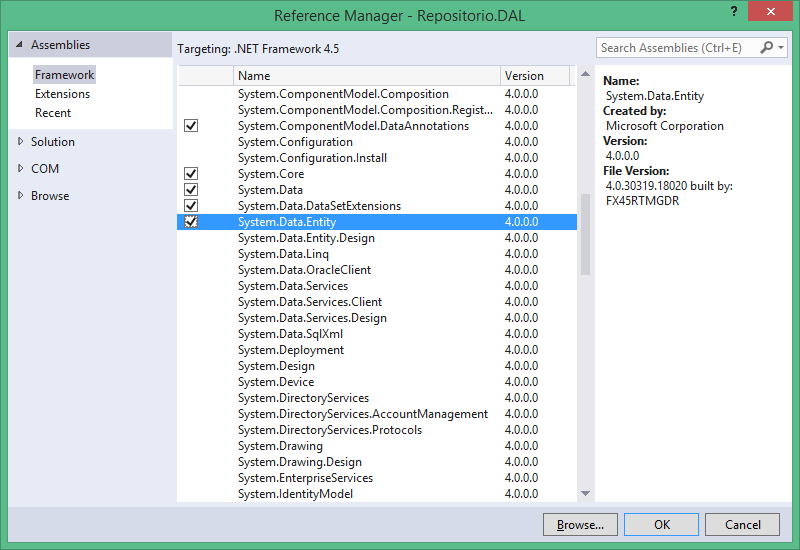 Reference Manager - Repositorio.DAL
?
Assemblies
Framework
Extensions
Recent
Solution
COM
Browse
Targeting: .NET Framework 4.5
Search Assemblies (Ctrl+E)
Name Version
System.ComponentModel.Composition 4.0.0.0
System.ComponentModel.Composition.Regist... 4.0.0.0
System.ComponentModel.DataAnnotations 4.0.0.0
System.Configuration 4.0.0.0
System.Configuration.Install 4.0.0.0
System.Core 4.0.0.0
System.Data 4.0.0.0
System.Data.DataSetExtensions 4.0.0.0
System.Data.Entity 4.0.0.0
System.Data.Entity.Design 4.0.0.0
System.Data.Linq 4.0.0.0
System.Data.OracleClient 4.0.0.0
System.Data.Services 4.0.0.0
System.Data.Services.Client 4.0.0.0
System.Data.Services.Design 4.0.0.0
System.Data.SqlXml 4.0.0.0
System.Deployment 4.0.0.0
System.Design 4.0.0.0
System.Device 4.0.0.0
System.DirectoryServices 4.0.0.0
System.DirectoryServices.AccountManagement 4.0.0.0
System.DirectoryServices.Protocols 4.0.0.0
System.Drawing 4.0.0.0
System.Drawing.Design 4.0.0.0
System.EnterpriseServices 4.0.0.0
System.IdentityModel 4.0.0.0
Name:
System.Data.Entity
Created by:
Microsoft Corporation
Version:
4.0.0.0
File Version:
4.0.30319.18020 built by:
FX45RTMGDR
Browse... OK Cancel